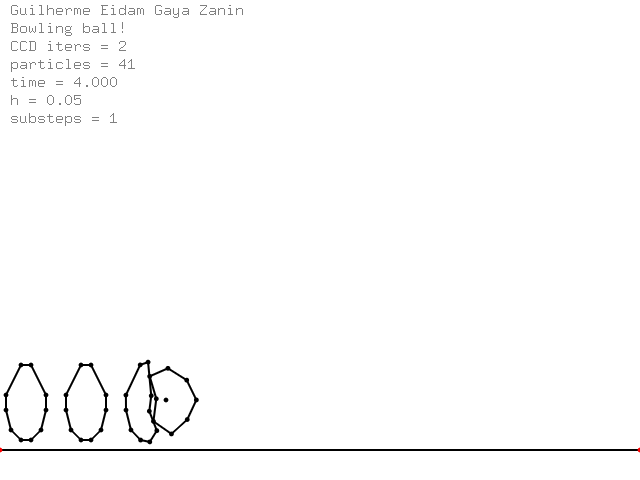 Guilherme Eidam Gaya Zanin
Bowling ball!
CCD iters = 2
particles = 41
time = 4.000
h = 0.05
substeps = 1